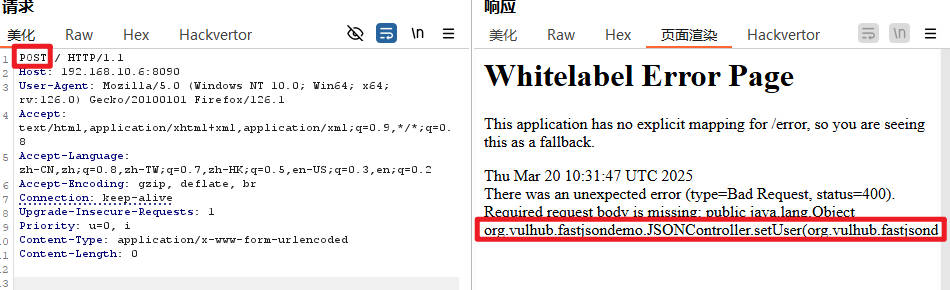 请求
美化 Raw Hex Hackvertor
\n
1 POST / HTTP/1.1
2 Host: 192.168.10.6:8090
3 User-Agent: Mozilla/5.0 (Windows NT 10.0; Win64; x64;
rv:126.0) Gecko/20100101 Firefox/126.1
4 Accept:
text/html,application/xhtml+xml,application/xml;q=0.9,*/*;q=0.
8
5 Accept-Language:
zh-CN,zh;q=0.8,zh-TW;q=0.7,zh-HK;q=0.5,en-US;q=0.3,en;q=0.2
6 Accept-Encoding: gzip, deflate, br
7 Connection: keep-alive
8 Upgrade-Insecure-Requests: 1
9 Priority: u=0, i
10 Content-Type: application/x-www-form-urlencoded
11 Content-Length: 0
12
13
响应
美化 Raw Hex 页面渲染 Hackvertor
\n
Whitelabel Error Page
This application has no explicit mapping for /error, so you are seeing
this as a fallback.
Thu Mar 20 10:31:47 UTC 2025
There was an unexpected error (type=Bad Request, status=400).
Required request body is missing: public java.lang.Object
org.vulhub.fastjsondemo.JSONController.setUser(org.vulhub.fastjsond